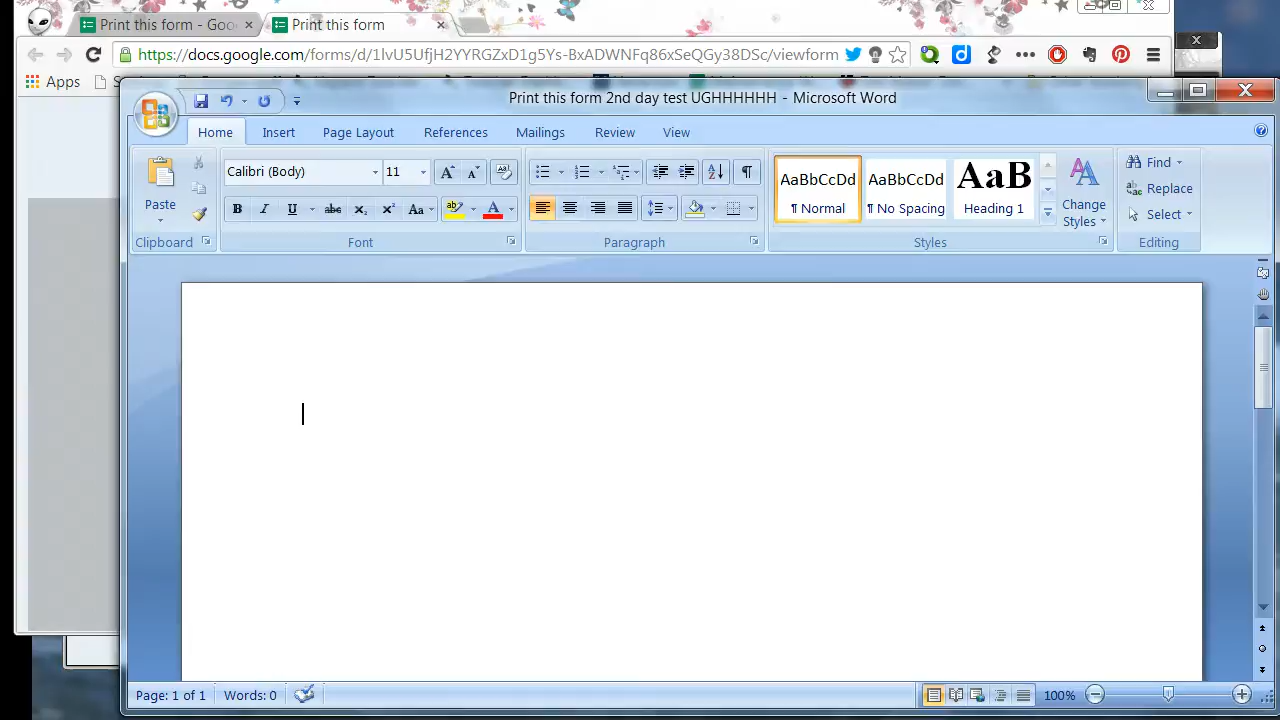 Print this form - Goo
Print this form
https://docs.google.com/forms/d/1lvU5UfiH2YYRGZxD1g5Ys-BxADWNFq86xSeQGy38DSc/viewform
Apps
Print this form 2nd day test UGHHHHHH - Microsoft Word
Home Insert Page Layout References Mailings Review View
Calibri (Body) 11
Paste
AaBbCcDd AaBbCcDd AaB
¶ Normal ¶ No Spacing Heading 1
Change Styles
Find
Replace
Select
Clipboard Font Paragraph Styles Editing
Page: 1 of 1 Words: 0 100%